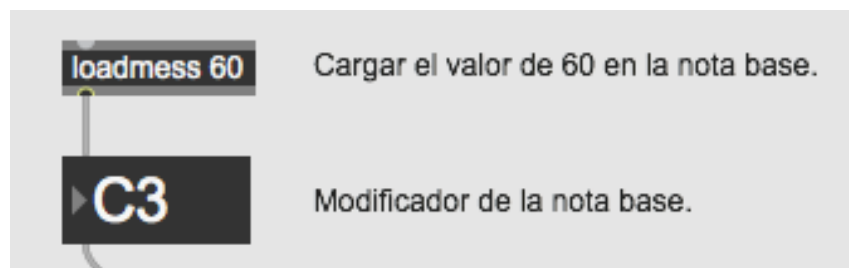 loadmess 60
Cargar el valor de 60 en la nota base.
C3
Modificador de la nota base.